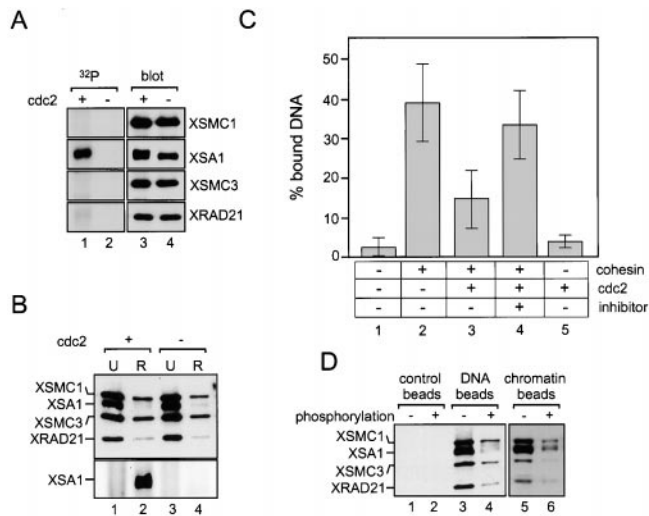 A
³²P blot
cdc2 + - + -
XSMC1
XSA1
XSMC3
XRAD21
1 2 3 4
B
cdc2 + -
U R U R
XSMC1
XSA1
XSMC3
XRAD21
XSA1
1 2 3 4
C
% bound DNA
50
40
30
20
10
0
- + + + - cohesin
- - + + + cdc2
- - - + - inhibitor
1 2 3 4 5
D
control beads DNA beads chromatin beads
phosphorylation - + - + - +
XSMC1
XSA1
XSMC3
XRAD21
1 2 3 4 5 6